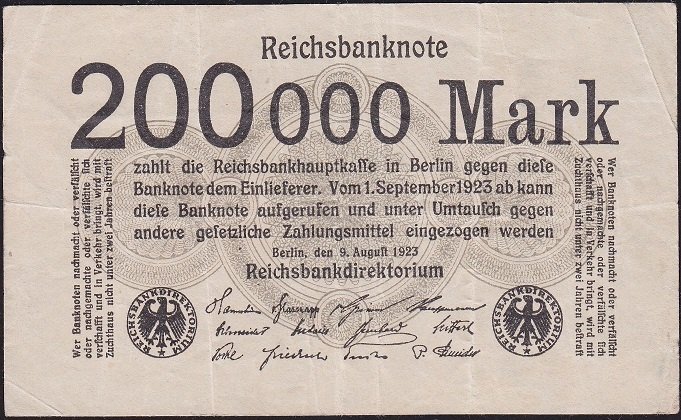 Reichsbanknote
200000 Mark
zahlt die Reichsbankhauptkasse in Berlin gegen diese
Banknote dem Einlieferer. Vom 1. September 1923 ab kann
diese Banknote aufgerufen und unter Umtausch gegen
andere gesetzliche Zahlungsmittel eingezogen werden
Berlin, den 9. August 1923
Reichsbankdirektorium
Wer Banknoten nachmacht oder verfälscht
oder nachgemachte oder verfälschte sich
verschafft und in Verkehr bringt, wird mit
Zuchthaus nicht unter zwei Jahren bestraft
Wer Banknoten nachmacht oder verfälscht
oder nachgemachte oder verfälschte sich
verschafft und in Verkehr bringt, wird mit
Zuchthaus nicht unter zwei Jahren bestraft
REICHSBANKDIREKTORIUM
REICHSBANKDIREKTORIUM